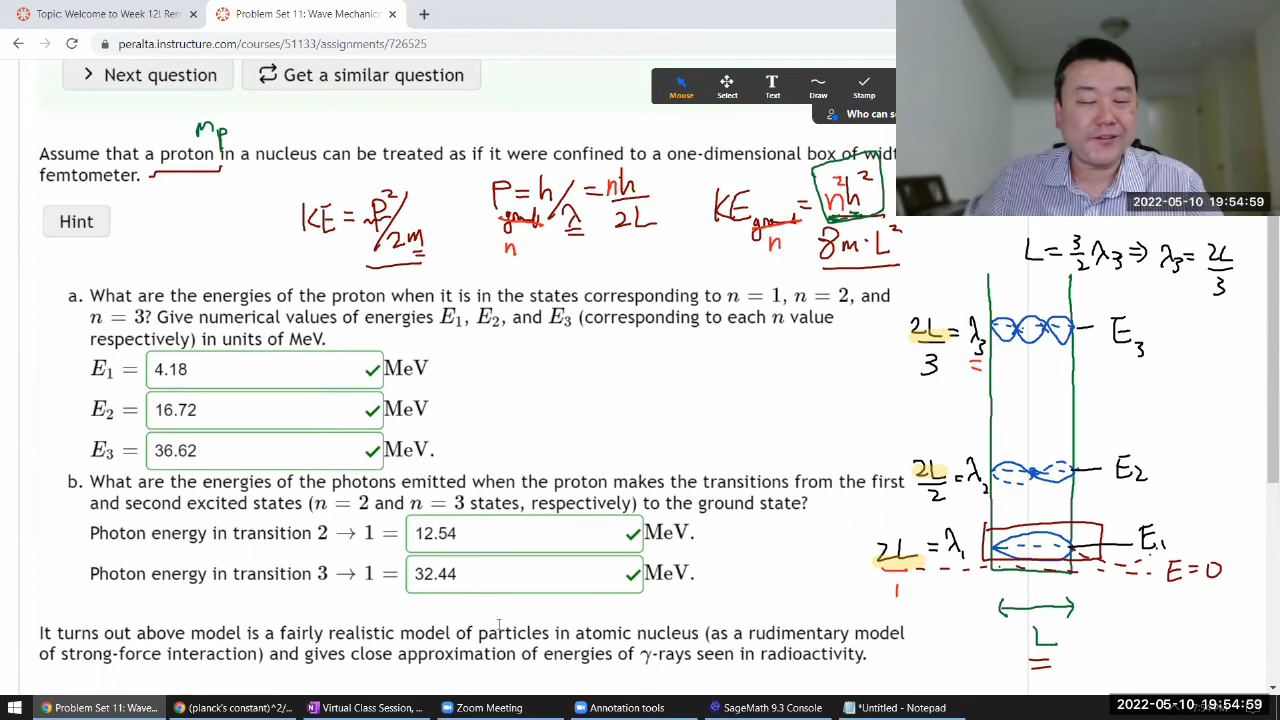 Topic: Welcome to Week 12! Rea
Problem Set 11: Wave Mechanics
peralta.instructure.com/courses/51133/assignments/726525
Next question
Get a similar question
Mouse
Select
Text
Draw
Stamp
Who can s
2022-05-10 19:54:59
mₚ
Assume that a proton in a nucleus can be treated as if it were confined to a one-dimensional box of widt
femtometer.
Hint
KE = p²/2m
P = h/λ = nh/2L
ground
n
KE ground = n²h²/8m·L²
n
L = 3/2 λ₃ ⇒ λ₃ = 2L/3
a. What are the energies of the proton when it is in the states corresponding to n = 1, n = 2, and
n = 3? Give numerical values of energies E₁, E₂, and E₃ (corresponding to each n value
respectively) in units of MeV.
E₁ = 4.18 MeV
E₂ = 16.72 MeV
E₃ = 36.62 MeV.
b. What are the energies of the photons emitted when the proton makes the transitions from the first
and second excited states (n = 2 and n = 3 states, respectively) to the ground state?
Photon energy in transition 2 → 1 = 12.54 MeV.
Photon energy in transition 3 → 1 = 32.44 MeV.
It turns out above model is a fairly realistic model of particles in atomic nucleus (as a rudimentary model
of strong-force interaction) and gives close approximation of energies of γ-rays seen in radioactivity.
2L/3 = λ₃
E₃
2L/2 = λ₂
E₂
2L/1 = λ₁
E₁
E = 0
L
Problem Set 11: Wave...
(planck's constant)^2/...
Virtual Class Session,...
Zoom Meeting
Annotation tools
SageMath 9.3 Console
*Untitled - Notepad
2022-05-10 19:54:59